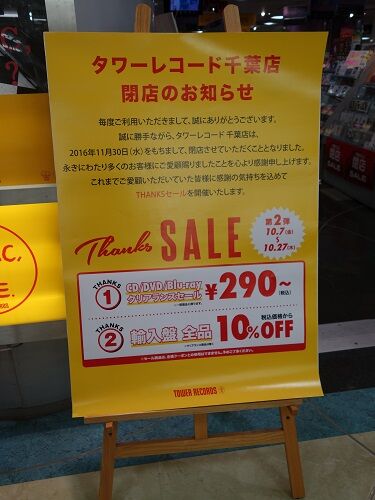 タワーレコード千葉店
閉店のお知らせ
毎度ご利用いただきまして、誠にありがとうございます。
誠に勝手ながら、タワーレコード 千葉店は、
2016年11月30日(水)をもちまして、閉店させていただくこととなりました。
永きにわたり多くのお客様にご愛顧賜りましたことを心より感謝申し上げます。
これまでご愛顧いただいていた皆様に感謝の気持ちを込めて
THANKSセールを開催いたします。
Thanks SALE
第2弾
10.7(金)
10.27(木)
THANKS
1
CD/DVD/Blu-ray
クリアランスセール
¥290~
(税込)
THANKS
2
輸入盤 全品
税込価格から
10%OFF
TOWER RECORDS